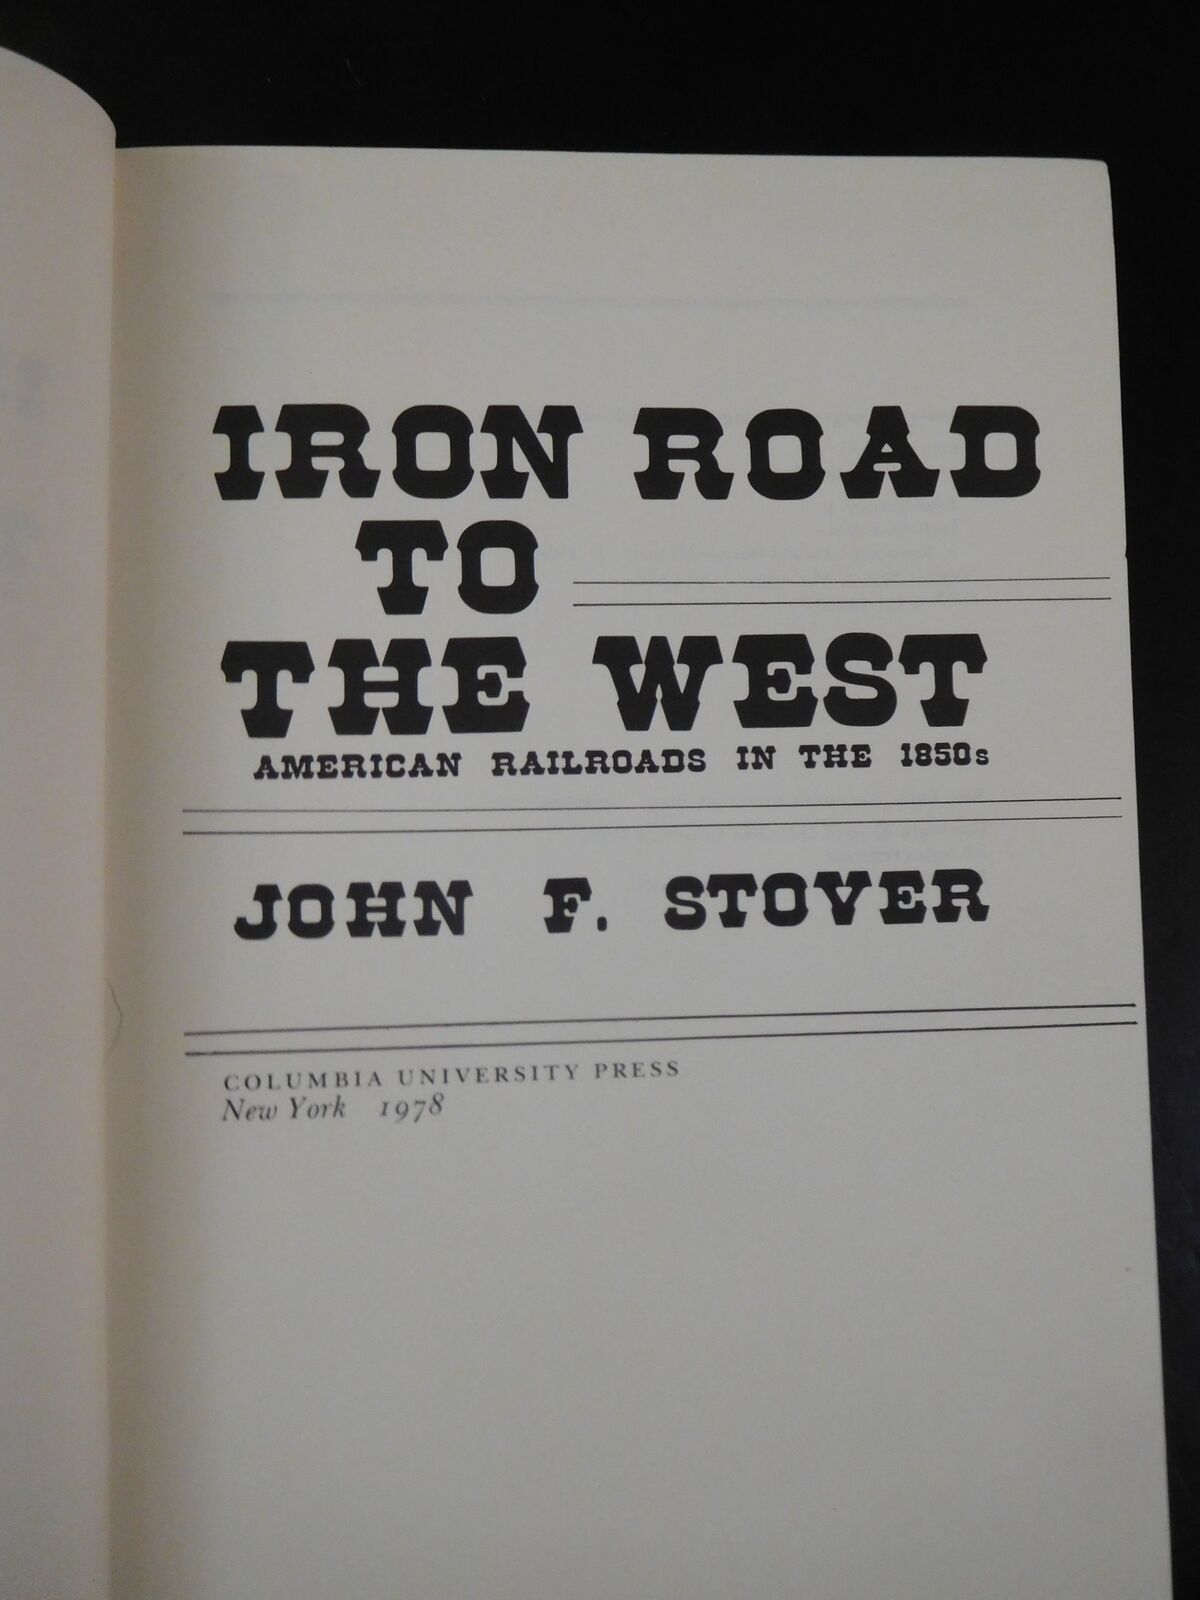 IRON ROAD
TO
THE WEST
AMERICAN RAILROADS IN THE 1850s
JOHN F. STOVER
COLUMBIA UNIVERSITY PRESS
New York 1978